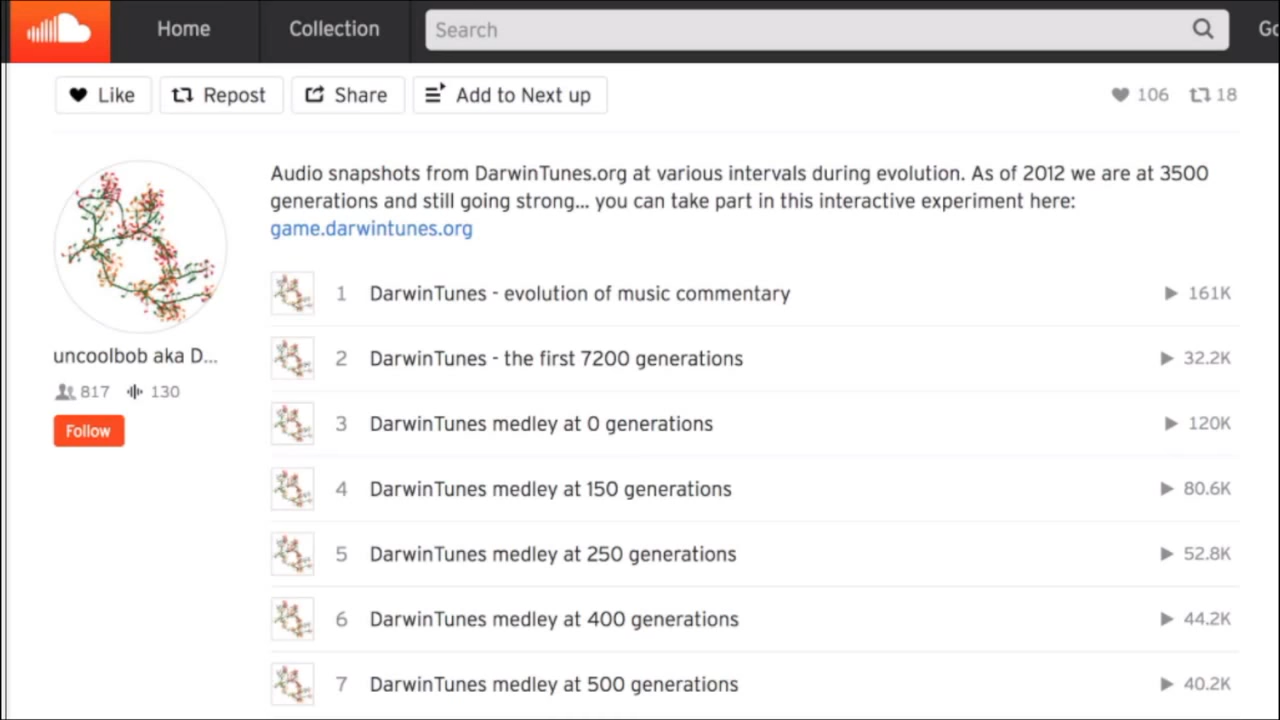 Home
Collection
Search
Like
Repost
Share
Add to Next up
106
18
Audio snapshots from DarwinTunes.org at various intervals during evolution. As of 2012 we are at 3500
generations and still going strong... you can take part in this interactive experiment here:
game.darwintunes.org
uncoolbob aka D...
817
130
Follow
1 DarwinTunes - evolution of music commentary 161K
2 DarwinTunes - the first 7200 generations 32.2K
3 DarwinTunes medley at 0 generations 120K
4 DarwinTunes medley at 150 generations 80.6K
5 DarwinTunes medley at 250 generations 52.8K
6 DarwinTunes medley at 400 generations 44.2K
7 DarwinTunes medley at 500 generations 40.2K